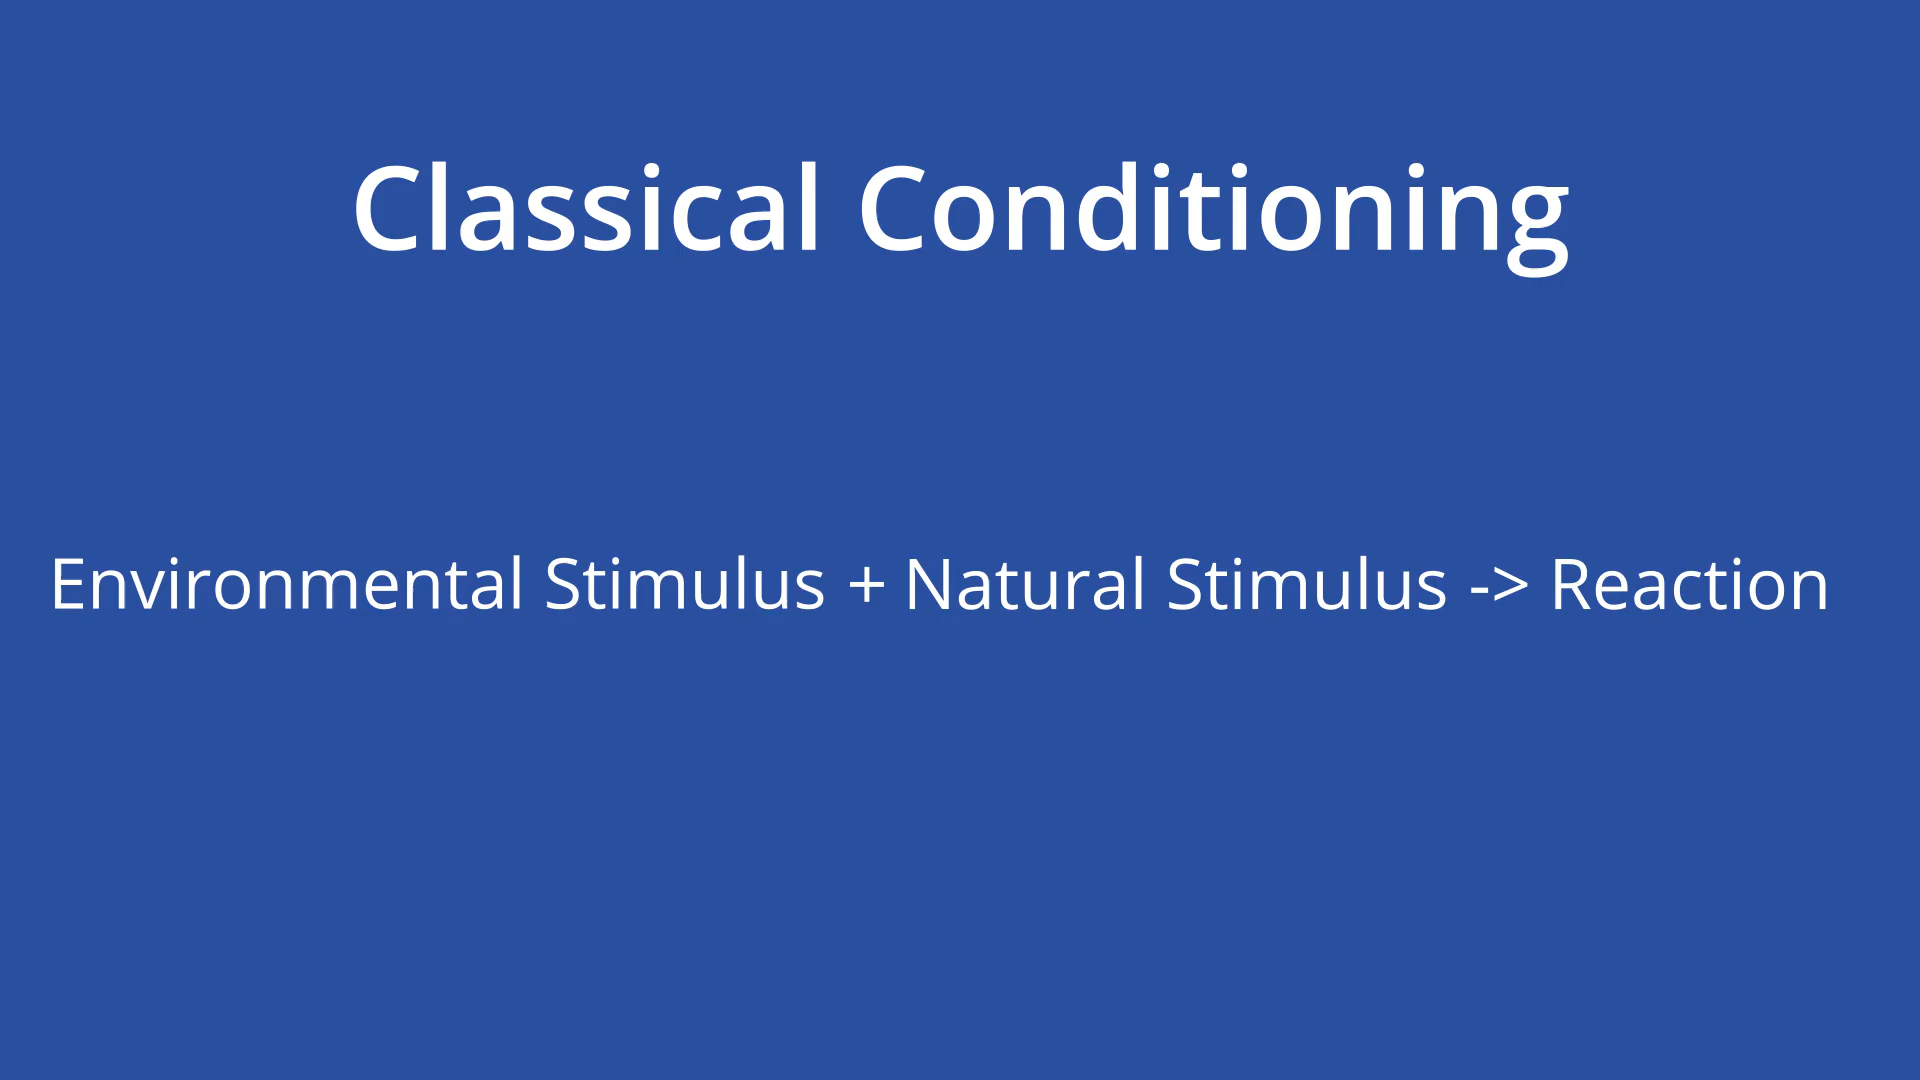 Classical Conditioning
Environmental Stimulus + Natural Stimulus -> Reaction